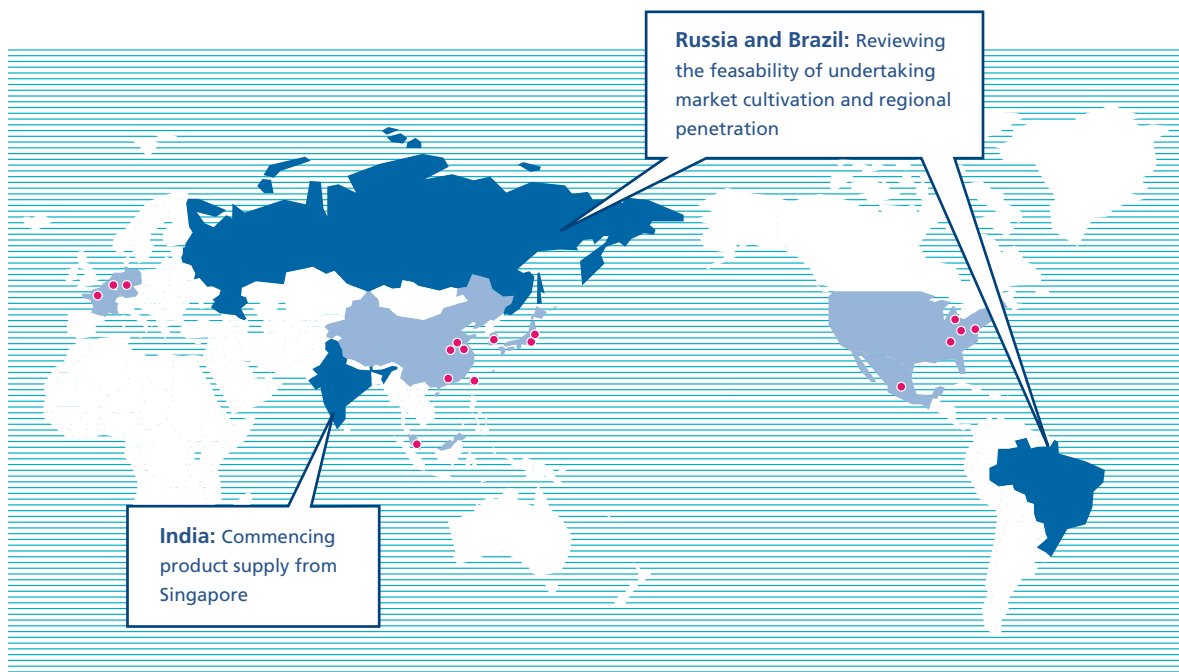 Russia and Brazil: Reviewing
the feasability of undertaking
market cultivation and regional
penetration
India: Commencing
product supply from
Singapore